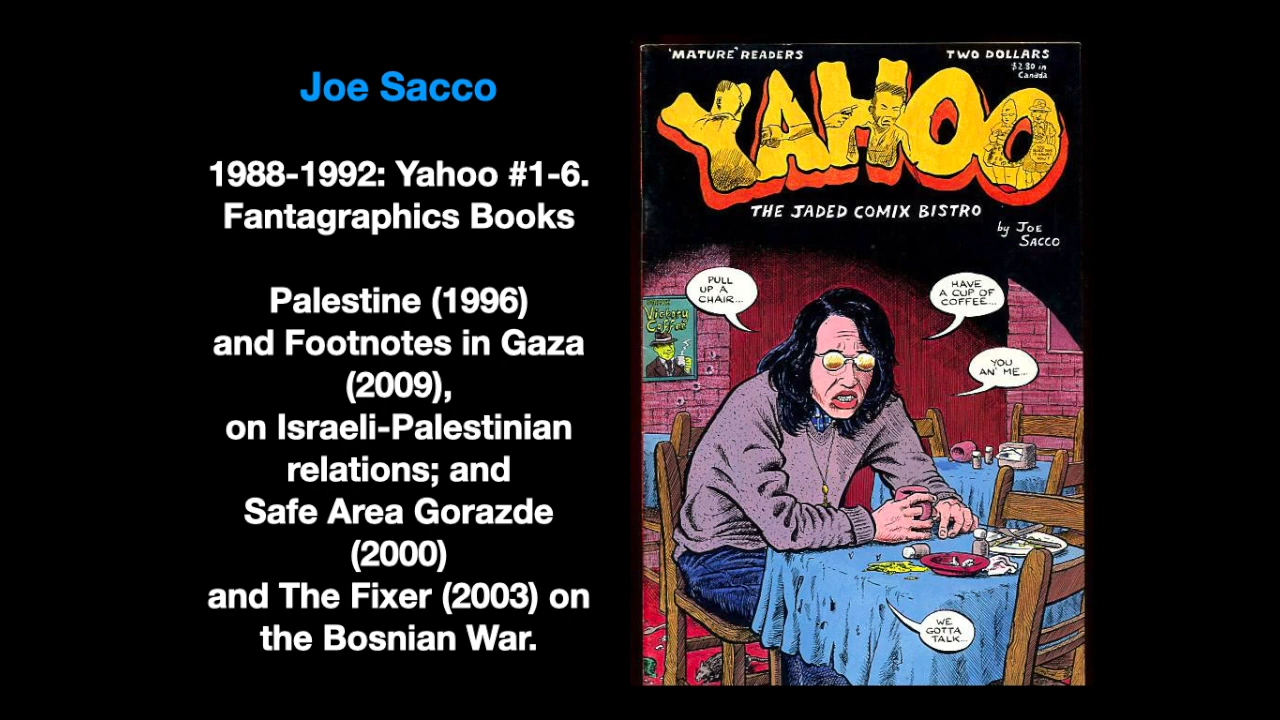 Joe Sacco
1988-1992: Yahoo #1-6.
Fantagraphics Books
Palestine (1996)
and Footnotes in Gaza
(2009),
on Israeli-Palestinian
relations; and
Safe Area Gorazde
(2000)
and The Fixer (2003) on
the Bosnian War.
'MATURE' READERS
TWO DOLLARS
$2.80 in
Canada
YAHOO
THE JADED COMIX BISTRO
by JOE
SACCO
PULL
UP A
CHAIR...
HAVE
A CUP OF
COFFEE...
YOU
AN' ME...
Victory
Coffee
WE
GOTTA
TALK...